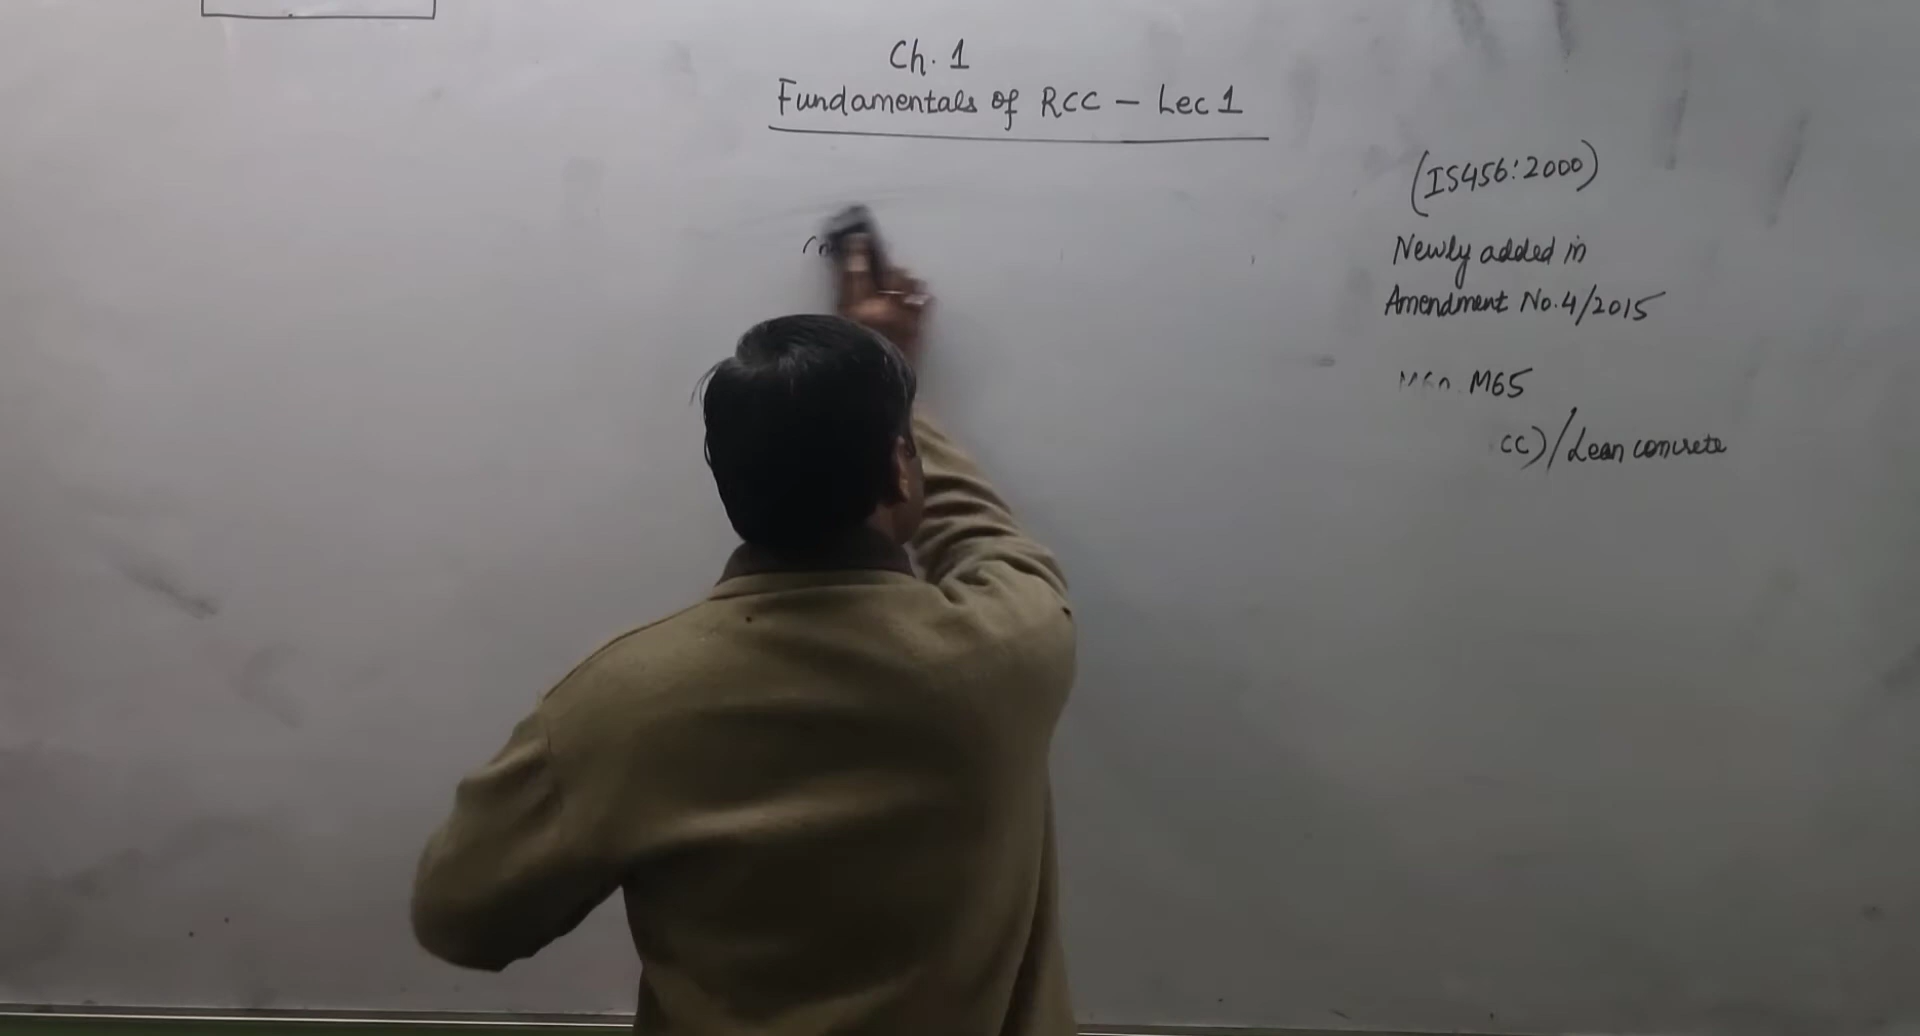 Ch. 1
Fundamentals of RCC - Lec 1
(IS456:2000)
Newly added in
Amendment No.4/2015
M65
CC)/Lean concrete